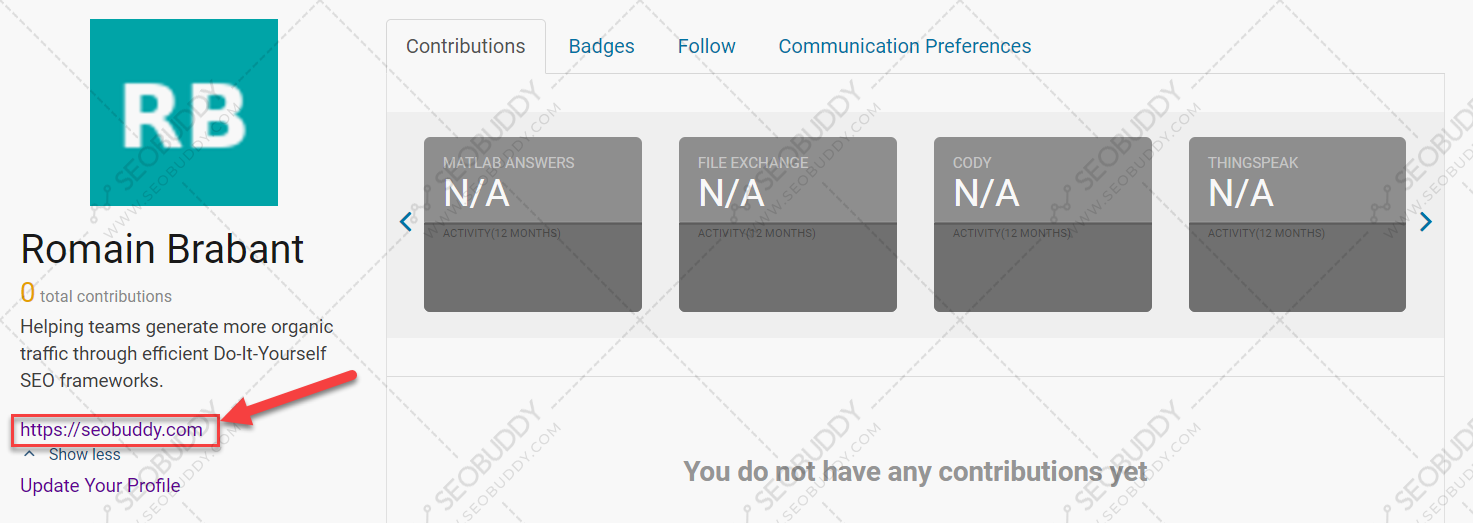 RB
Romain Brabant
0 total contributions
Helping teams generate more organic
traffic through efficient Do-It-Yourself
SEO frameworks.
https://seobuddy.com
Show less
Update Your Profile
Contributions
Badges
Follow
Communication Preferences
MATLAB ANSWERS
N/A
ACTIVITY(12 MONTHS)
FILE EXCHANGE
N/A
ACTIVITY(12 MONTHS)
CODY
N/A
ACTIVITY(12 MONTHS)
THINGSPEAK
N/A
ACTIVITY(12 MONTHS)
You do not have any contributions yet
SEOBUDDY
WWW.SEOBUDDY.COM